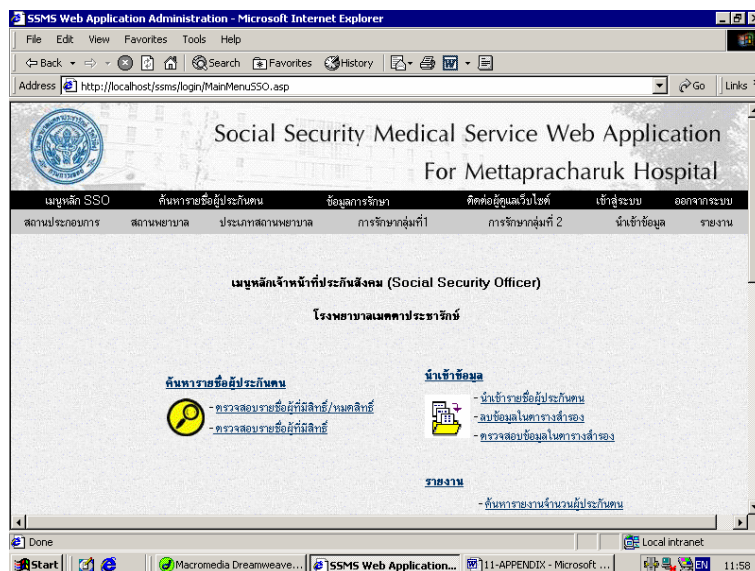 SSMS Web Application Administration - Microsoft Internet Explorer
File Edit View Favorites Tools Help
Back Search Favorites History
Address http://localhost/ssms/login/MainMenuSSO.asp Go Links
Social Security Medical Service Web Application
For Mettapracharuk Hospital
เมนูหลัก SSO ค้นหารายชื่อผู้ประกันตน ข้อมูลการรักษา ติดต่อผู้ดูแลเว็บไซต์ เข้าสู่ระบบ ออกจากระบบ
สถานประกอบการ สถานพยาบาล ประเภทสถานพยาบาล การรักษากลุ่มที่1 การรักษากลุ่มที่ 2 นำเข้าข้อมูล รายงาน
เมนูหลักเจ้าหน้าที่ประกันสังคม (Social Security Officer)
โรงพยาบาลเมตตาประชารักษ์
ค้นหารายชื่อผู้ประกันตน
- ตรวจสอบรายชื่อผู้ที่มีสิทธิ์/หมดสิทธิ์
- ตรวจสอบรายชื่อผู้ที่มีสิทธิ์
นำเข้าข้อมูล
- นำเข้ารายชื่อผู้ประกันตน
- ลบข้อมูลในตารางสำรอง
- ตรวจสอบข้อมูลในตารางสำรอง
รายงาน
- ค้นหารายงานจำนวนผู้ประกันตน
Done Local intranet
Start Macromedia Dreamweave... SSMS Web Application... 11-APPENDIX - Microsoft ... EN 11:58